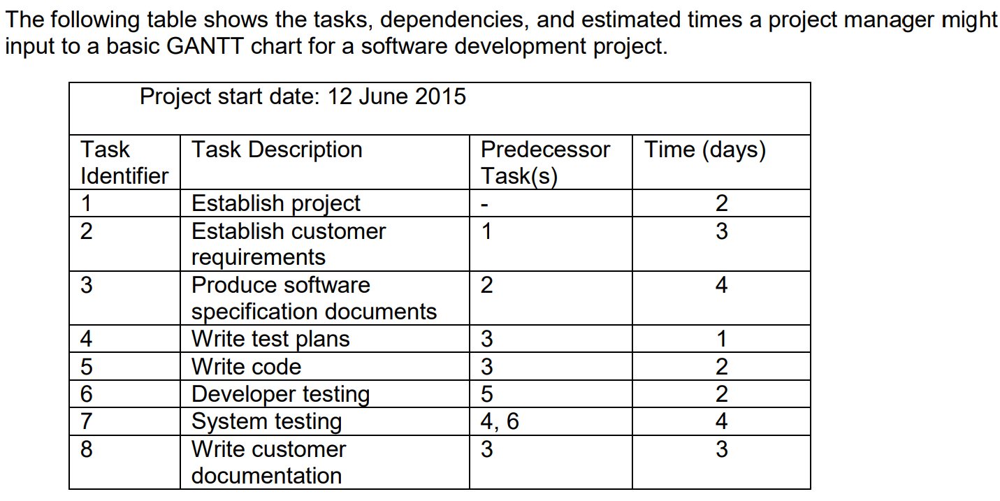 The following table shows the tasks, dependencies, and estimated times a project manager might
input to a basic GANTT chart for a software development project.
Project start date: 12 June 2015
Task Identifier Task Description Predecessor Task(s) Time (days)
1 Establish project - 2
2 Establish customer requirements 1 3
3 Produce software specification documents 2 4
4 Write test plans 3 1
5 Write code 3 2
6 Developer testing 5 2
7 System testing 4, 6 4
8 Write customer documentation 3 3